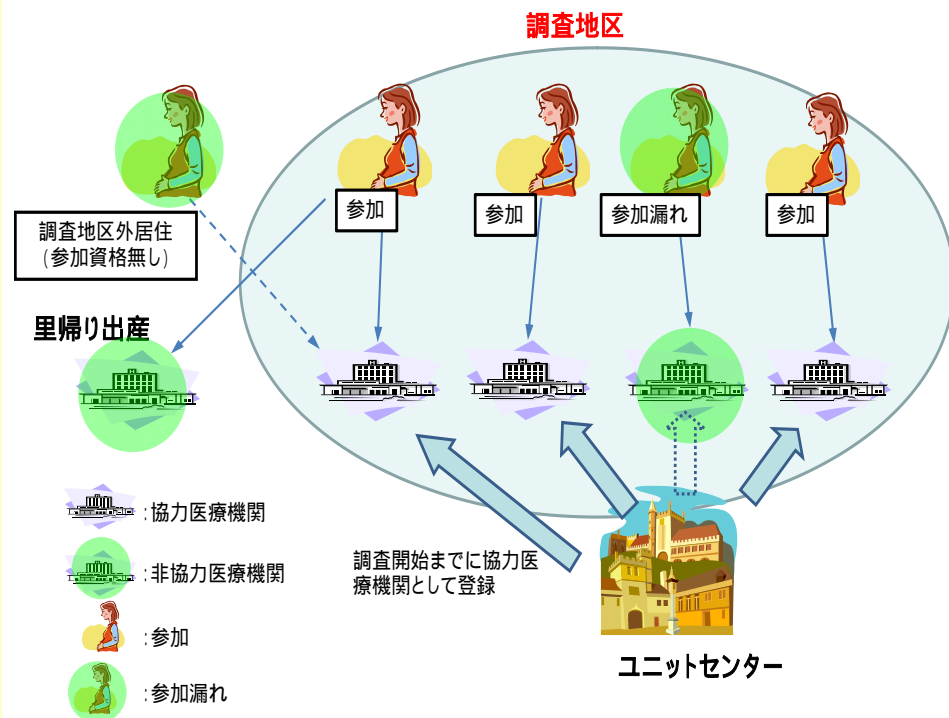 調査地区
参加
参加
参加漏れ
参加
調査地区外居住
(参加資格無し)
里帰り出産
:協力医療機関
:非協力医療機関
:参加
:参加漏れ
調査開始までに協力医
療機関として登録
ユニットセンター